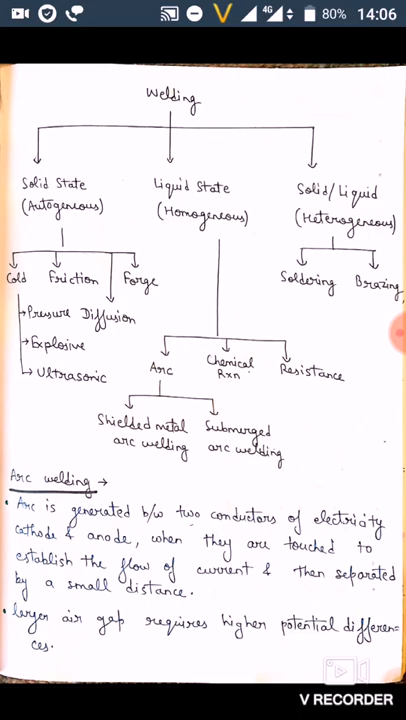 4G 80% 14:06
Welding
Solid State
(Autogeneous)
Liquid State
(Homogeneous)
Solid/Liquid
(Heterogeneous)
Cold Friction Forge
Soldering Brazing,
Pressure Diffusion
Explosive
Ultrasonic
Arc
Chemical
Rxn
Resistance
Shielded metal
arc welding
Submerged
arc welding
Arc welding →
• Arc is generated b/w two conductors of electricity
cathode & anode, when they are touched to
establish the flow of current & then separated
by a small distance.
• larger air gap requires higher potential differen=
ces.
V RECORDER